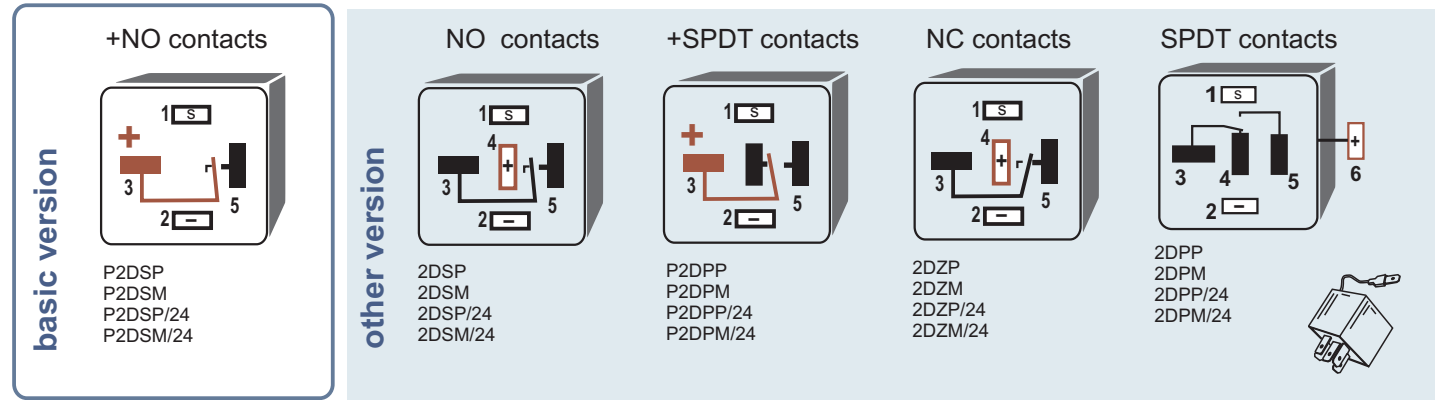 basic version
+NO contacts
1 S
+
3
5
2 −
P2DSP
P2DSM
P2DSP/24
P2DSM/24
other version
NO contacts
1 S
4
+
3
5
2 −
2DSP
2DSM
2DSP/24
2DSM/24
+SPDT contacts
1 S
+
3
5
2 −
P2DPP
P2DPM
P2DPP/24
P2DPM/24
NC contacts
1 S
4
+
3
5
2 −
2DZP
2DZM
2DZP/24
2DZM/24
SPDT contacts
1 S
+
3 4 5 6
2 −
2DPP
2DPM
2DPP/24
2DPM/24